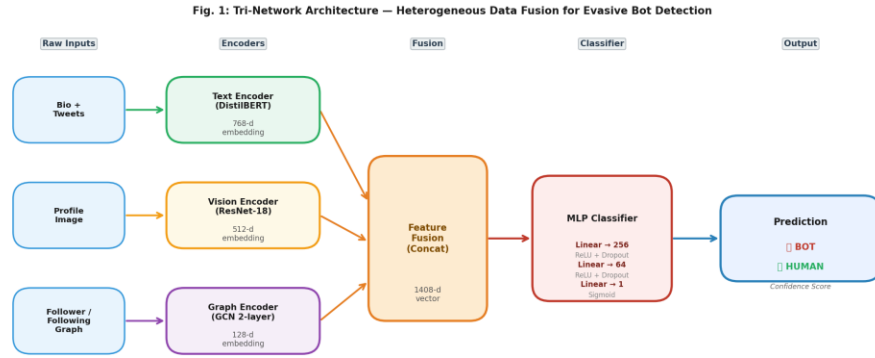 Fig. 1: Tri-Network Architecture — Heterogeneous Data Fusion for Evasive Bot Detection
Raw Inputs
Encoders
Fusion
Classifier
Output
Bio +
Tweets
Text Encoder
(DistilBERT)
768-d
embedding
Profile
Image
Vision Encoder
(ResNet-18)
512-d
embedding
Follower /
Following
Graph
Graph Encoder
(GCN 2-layer)
128-d
embedding
Feature
Fusion
(Concat)
1408-d
vector
MLP Classifier
Linear → 256
ReLU + Dropout
Linear → 64
ReLU + Dropout
Linear → 1
Sigmoid
Prediction
▯ BOT
▯ HUMAN
Confidence Score